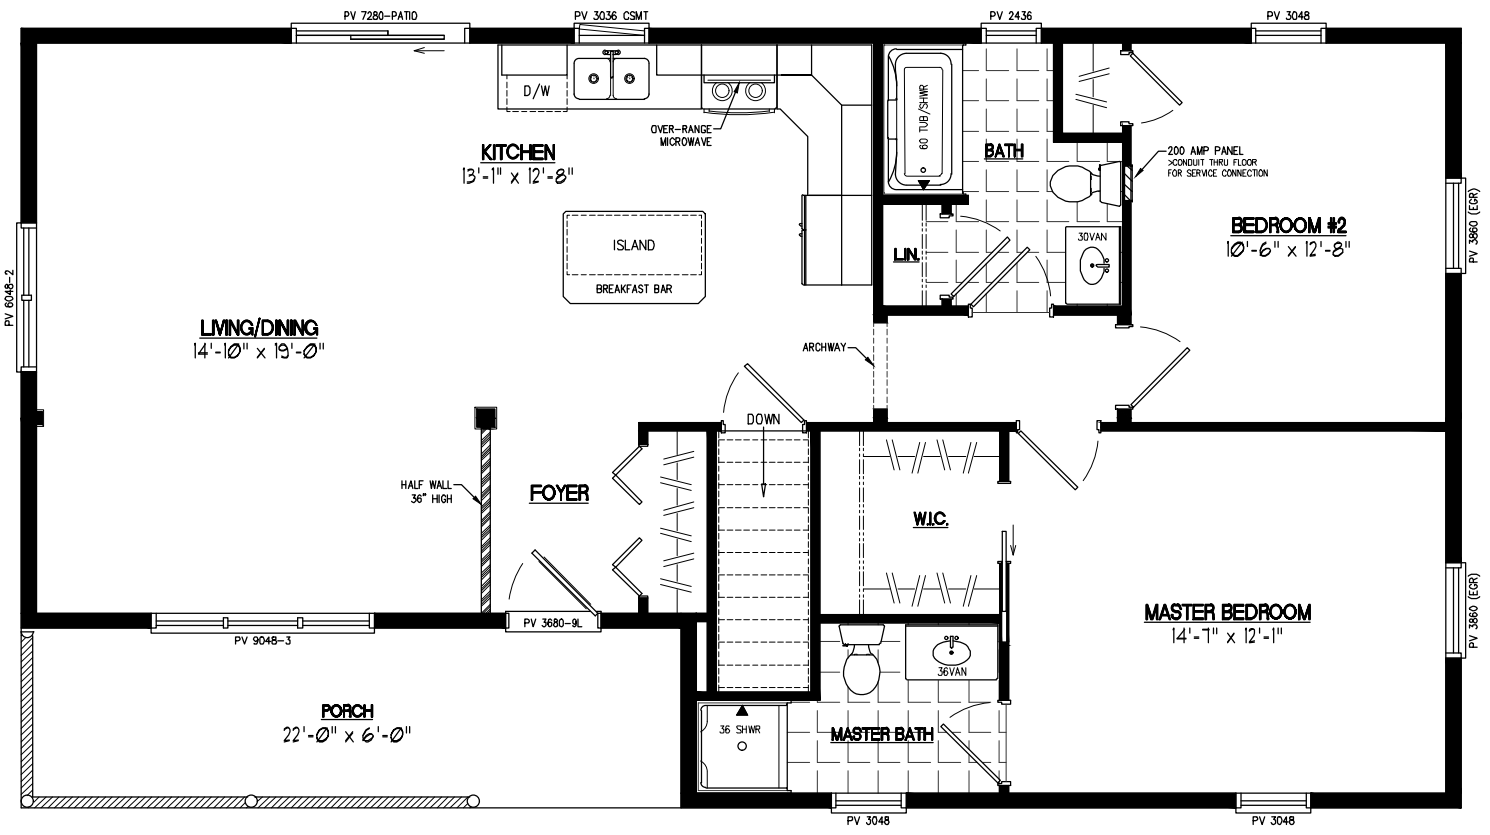 PV 7280-PATIO
PV 3036 CSMT
PV 2436
PV 3048
D/W
OVER-RANGE
MICROWAVE
60 TUB/SHWR
KITCHEN
13'-1" x 12'-8"
BATH
200 AMP PANEL
>CONDUIT THRU FLOOR
FOR SERVICE CONNECTION
ISLAND
BREAKFAST BAR
LIN.
30VAN
BEDROOM #2
10'-6" x 12'-8"
PV 3860 (EGR)
PV 6048-2
LIVING/DINING
14'-10" x 19'-0"
ARCHWAY
DOWN
HALF WALL
36" HIGH
FOYER
W.I.C.
PV 3680-9L
PV 9048-3
MASTER BEDROOM
14'-7" x 12'-1"
PV 3860 (EGR)
36VAN
PORCH
22'-0" x 6'-0"
36 SHWR
MASTER BATH
PV 3048
PV 3048